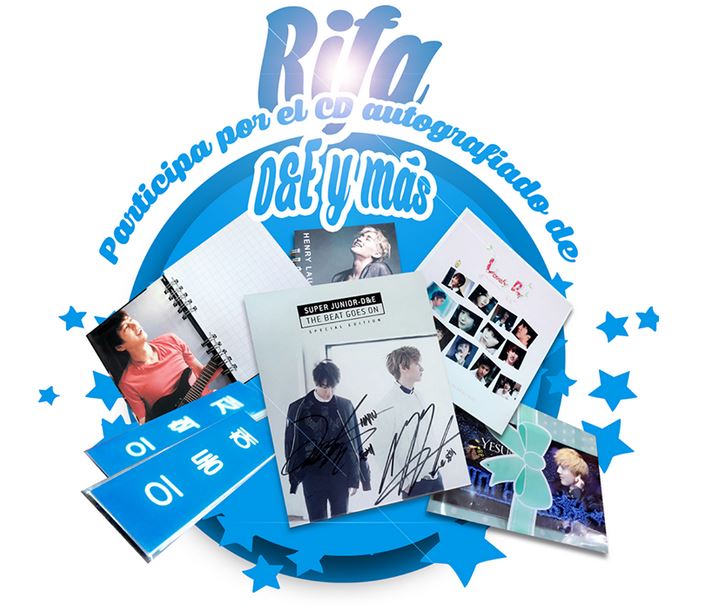 Rifa
Participa por el CD autografiado de
D&E y más
HENRY LAU
SUPER JUNIOR-D&E
THE BEAT GOES ON
SPECIAL EDITION
이혁재
이동해
YESU